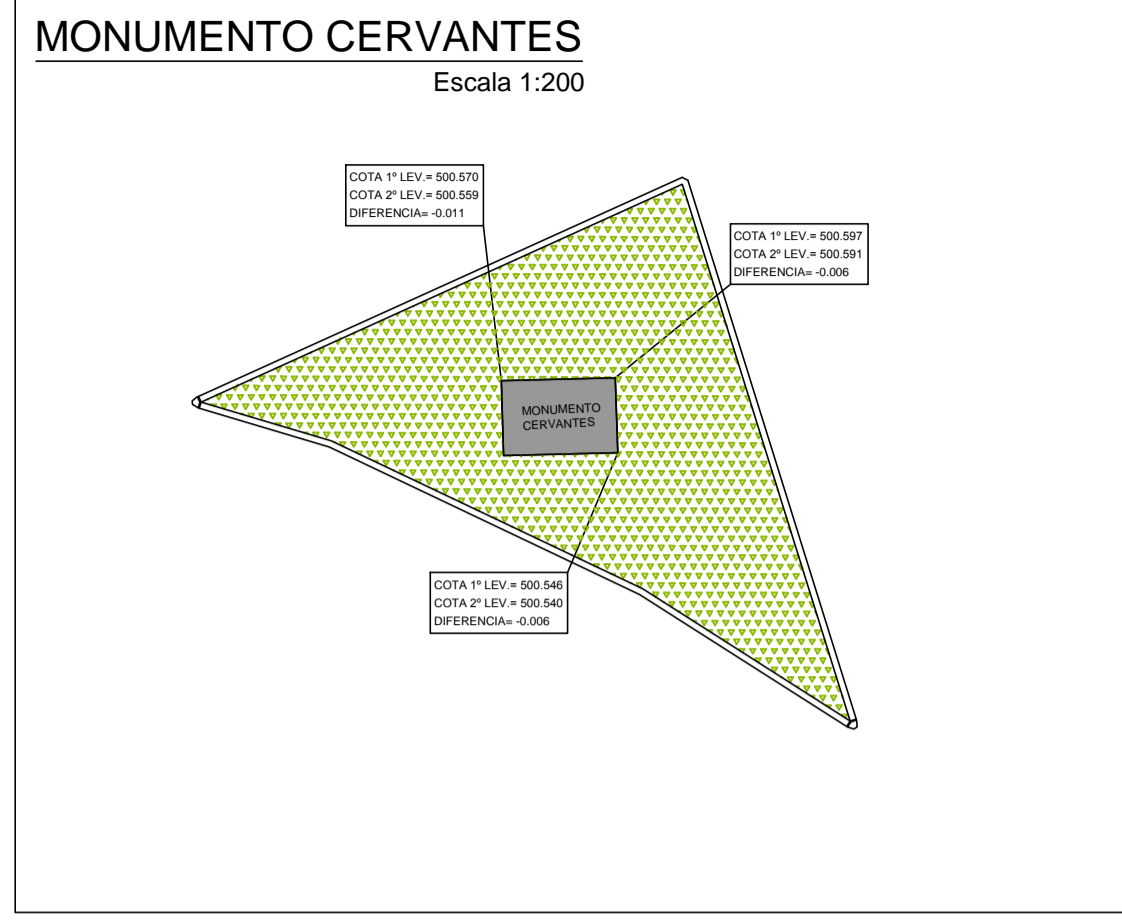 MONUMENTO CERVANTES
Escala 1:200
COTA 1º LEV.= 500.570
COTA 2º LEV.= 500.559
DIFERENCIA= -0.011
COTA 1º LEV.= 500.597
COTA 2º LEV.= 500.591
DIFERENCIA= -0.006
MONUMENTO
CERVANTES
COTA 1º LEV.= 500.546
COTA 2º LEV.= 500.540
DIFERENCIA= -0.006